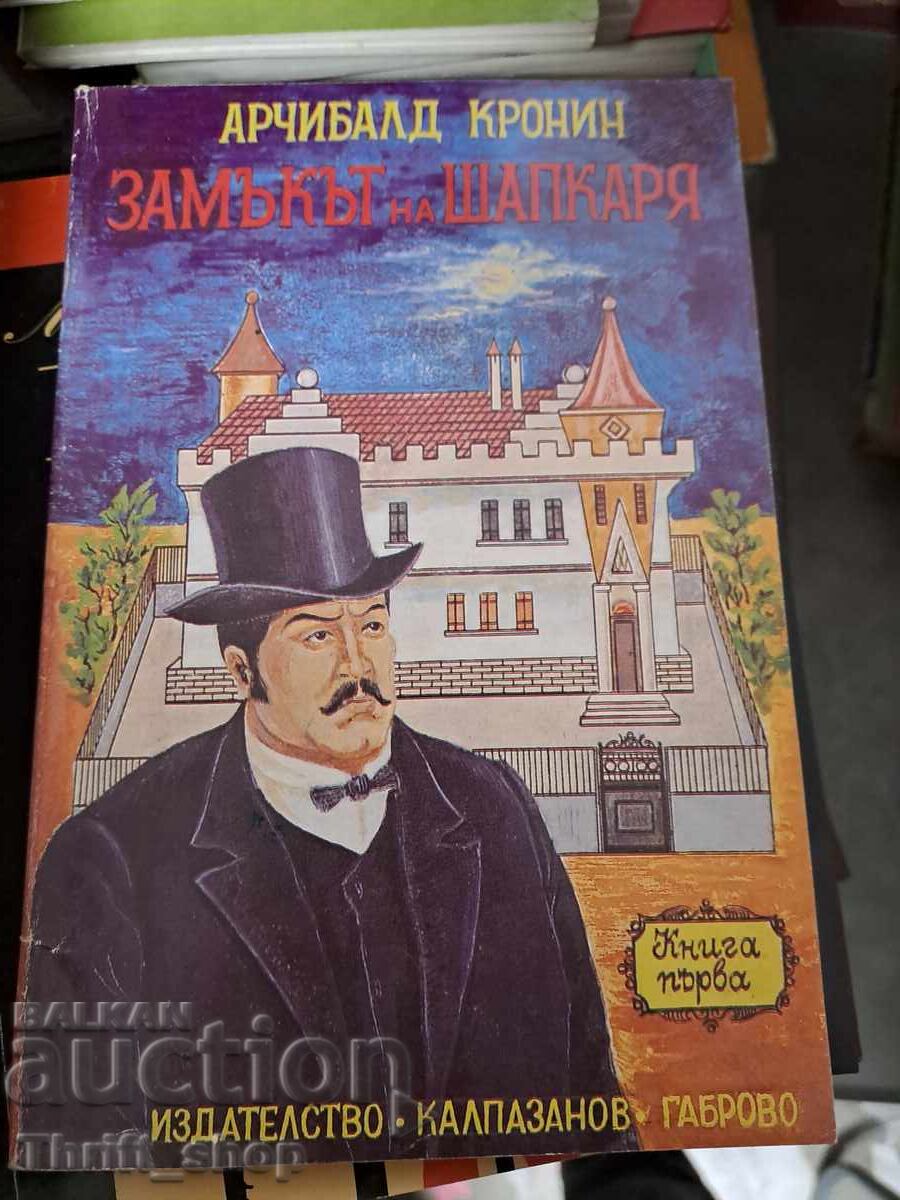 АРЧИБАЛД КРОНИН
ЗАМЪКЪТ НА ШАПКАРЯ
Книга
първа
BALKAN
auction
ИЗДАТЕЛСТВО • КАЛПАЗАНОВ • ГАБРОВО
Thrift_shop